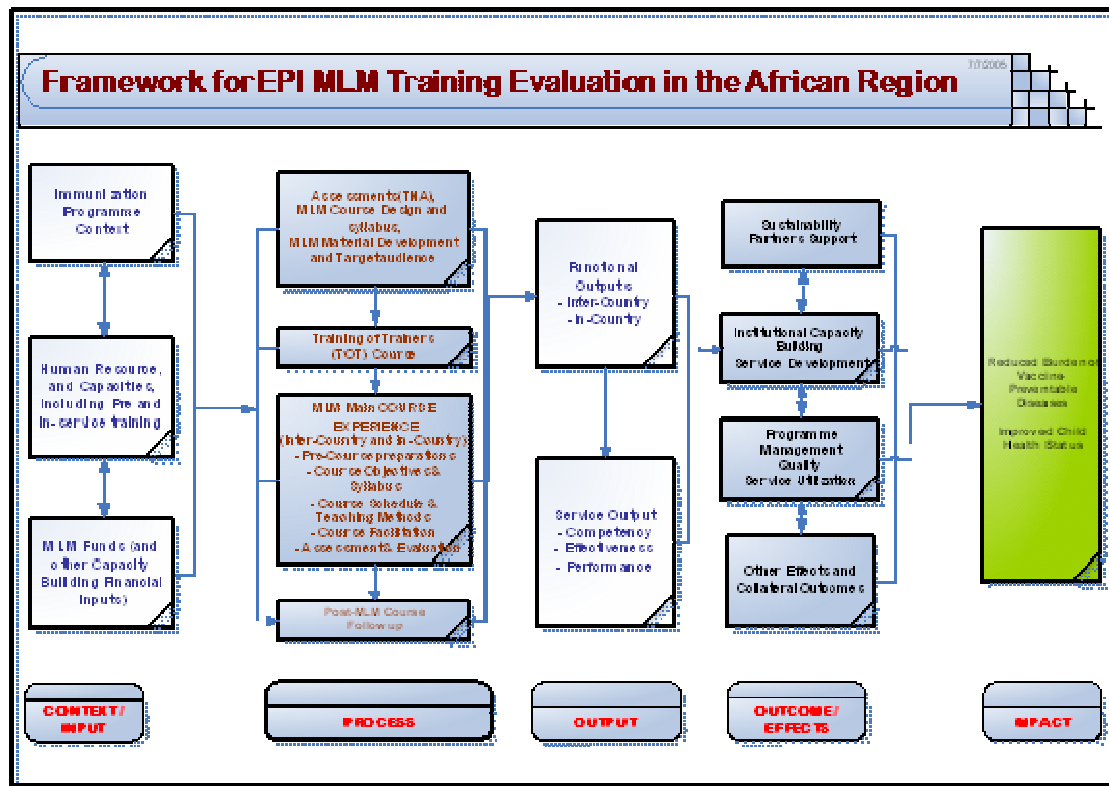 7/7/2005
Framework for EPI MLM Training Evaluation in the African Region
Immunization
Programme
Context
Human Resource,
and Capacities,
including Pre and
in-service training
MLM Funds (and
other Capacity
Building Financial
Inputs)
CONTEXT/
INPUT
Assessments(TNA),
MLM Course Design and
syllabus,
MLM Material Development
and Target audience
Training of Trainers
(TOT) Course
MLM Main COURSE
EXPERIENCE
(Inter-Country and in-Country)
- Pre-Course preparations
- Course Objectives &
Syllabus
- Course Schedule &
Teaching Methods
- Course Facilitation
- Assessment & Evaluation
Post-MLM Course
Follow up
PROCESS
Functional
Outputs
- Inter-Country
- In-Country
Service Output
- Competency
- Effectiveness
- Performance
OUTPUT
Sustainability
Partners Support
Institutional Capacity
Building
Service Development
Programme
Management
Quality
Service Utilization
Other Effects and
Collateral Outcomes
OUTCOME/
EFFECTS
Reduced Burden of
Vaccine-
Preventable
Diseases
Improved Child
Health Status
IMPACT